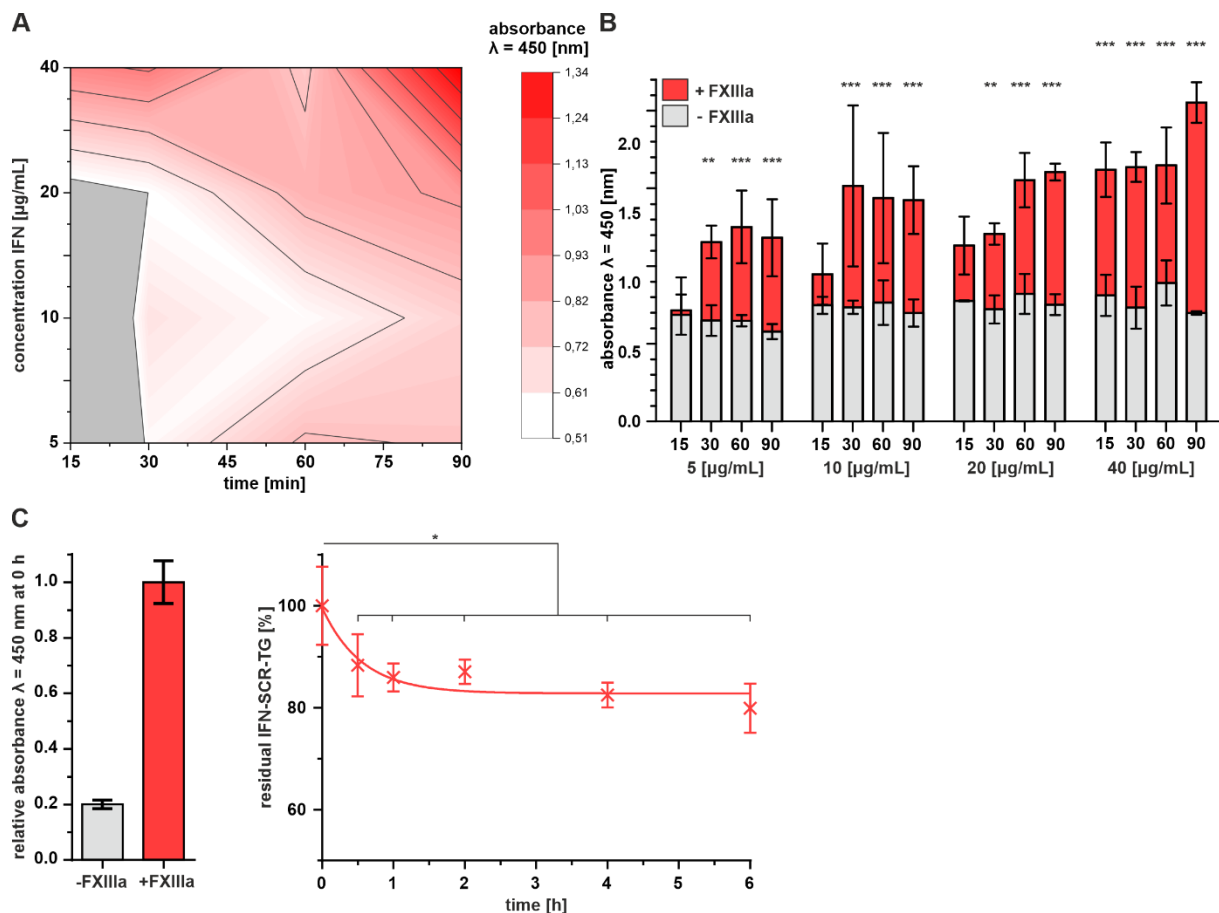 A
absorbance
λ = 450 [nm]
1,34
1,24
1,13
1,03
0,93
0,82
0,72
0,61
0,51
concentration IFN [µg/mL]
40
20
10
5
15 30 45 60 75 90
time [min]
B
+ FXIIIa
- FXIIIa
** *** ***
*** *** ***
** *** ***
*** *** *** ***
absorbance λ = 450 [nm]
2.0
1.5
1.0
0.5
0.0
15 30 60 90 15 30 60 90 15 30 60 90 15 30 60 90
5 [µg/mL] 10 [µg/mL] 20 [µg/mL] 40 [µg/mL]
C
relative absorbance λ = 450 nm at 0 h
1.0
0.8
0.6
0.4
0.2
0.0
-FXIIIa +FXIIIa
*
residual IFN-SCR-TG [%]
100
80
60
0 1 2 3 4 5 6
time [h]